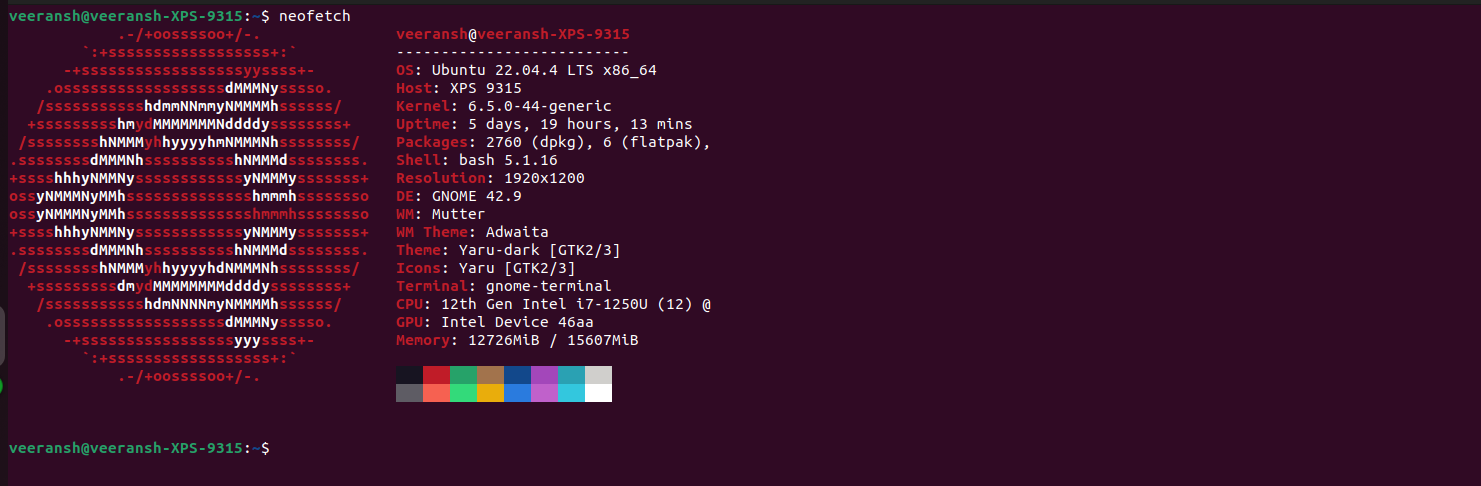 veeransh@veeransh-XPS-9315:~$ neofetch
            .-/+oossssoo+/-.               veeransh@veeransh-XPS-9315
        `:+ssssssssssssssssss+:`           --------------------------
      -+ssssssssssssssssssyyssss+-         OS: Ubuntu 22.04.4 LTS x86_64
    .ossssssssssssssssssdMMMNysssso.       Host: XPS 9315
   /ssssssssssshdmmNNmmyNMMMMhssssss/      Kernel: 6.5.0-44-generic
  +ssssssssshmydMMMMMMMNddddyssssssss+     Uptime: 5 days, 19 hours, 13 mins
 /sssssssshNMMMyhhyyyyhmNMMMNhssssssss/    Packages: 2760 (dpkg), 6 (flatpak),
.ssssssssdMMMNhsssssssssshNMMMdssssssss.   Shell: bash 5.1.16
+sssshhhyNMMNyssssssssssssyNMMMysssssss+   Resolution: 1920x1200
ossyNMMMNyMMhsssssssssssssshmmmhssssssso   DE: GNOME 42.9
ossyNMMMNyMMhsssssssssssssshmmmhssssssso   WM: Mutter
+sssshhhyNMMNyssssssssssssyNMMMysssssss+   WM Theme: Adwaita
.ssssssssdMMMNhsssssssssshNMMMdssssssss.   Theme: Yaru-dark [GTK2/3]
 /sssssssshNMMMyhhyyyyhdNMMMNhssssssss/    Icons: Yaru [GTK2/3]
  +sssssssssdmydMMMMMMMMddddyssssssss+     Terminal: gnome-terminal
   /ssssssssssshdmNNNNmyNMMMMhssssss/      CPU: 12th Gen Intel i7-1250U (12) @
    .ossssssssssssssssssdMMMNysssso.       GPU: Intel Device 46aa
      -+sssssssssssssssssyyyssss+-         Memory: 12726MiB / 15607MiB
        `:+ssssssssssssssssss+:`
            .-/+oossssoo+/-.
veeransh@veeransh-XPS-9315:~$